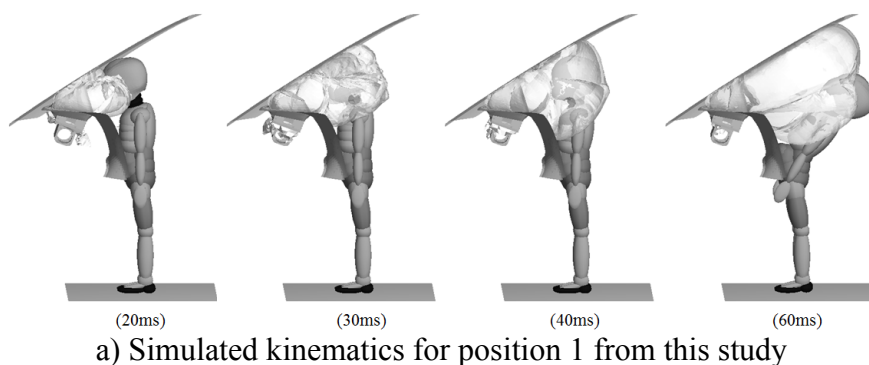 (20ms) (30ms) (40ms) (60ms)
a) Simulated kinematics for position 1 from this study